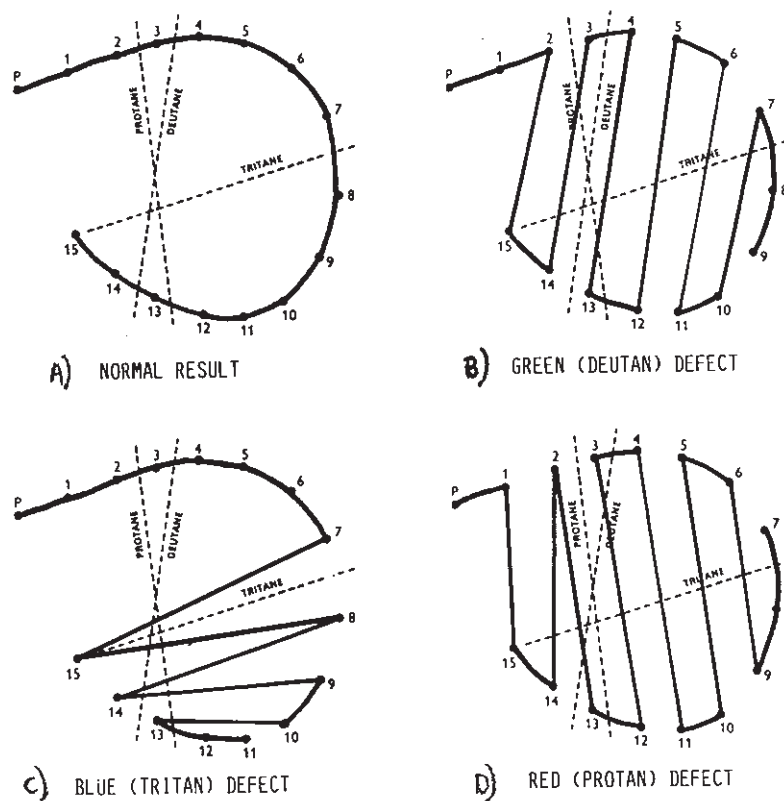 P 1 2 3 4 5 6 7 8 9 10 11 12 13 14 15
PROTANE
DEUTANE
TRITANE
A) NORMAL RESULT
P 1 2 3 4 5 6 7 8 9 10 11 12 13 14 15
PROTANE
DEUTANE
TRITANE
B) GREEN (DEUTAN) DEFECT
P 1 2 3 4 5 6 7 8 9 10 11 12 13 14 15
PROTANE
DEUTANE
TRITANE
C) BLUE (TRITAN) DEFECT
P 1 2 3 4 5 6 7 9 10 11 12 13 14 15
PROTANE
DEUTANE
TRITANE
D) RED (PROTAN) DEFECT